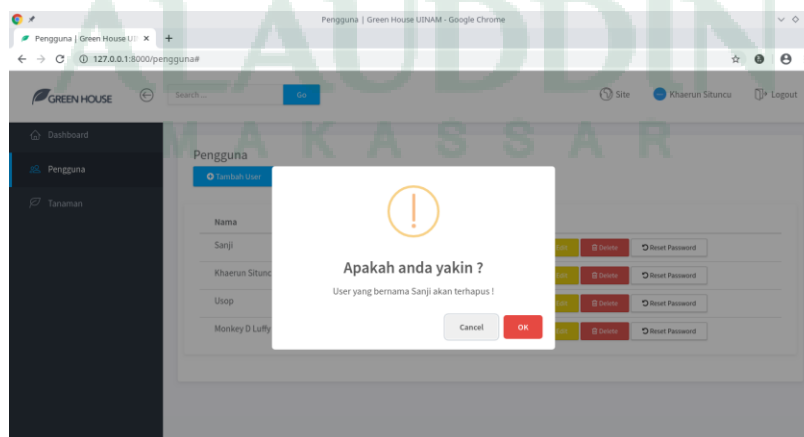 ALAUDDIN
Pengguna | Green House UINAM - Google Chrome
Pengguna | Green House UI
127.0.0.1:8000/pengguna#
GREEN HOUSE
Search ...
Go
Site
Khaerun Situncu
Logout
MAKASSAR
Dashboard
Pengguna
Tanaman
Pengguna
Tambah User
Nama
Sanji
Delete
Reset Password
Khaerun Situnc
Delete
Reset Password
Usop
Delete
Reset Password
Monkey D Luffy
Delete
Reset Password
Apakah anda yakin ?
User yang bernama Sanji akan terhapus !
Cancel
OK